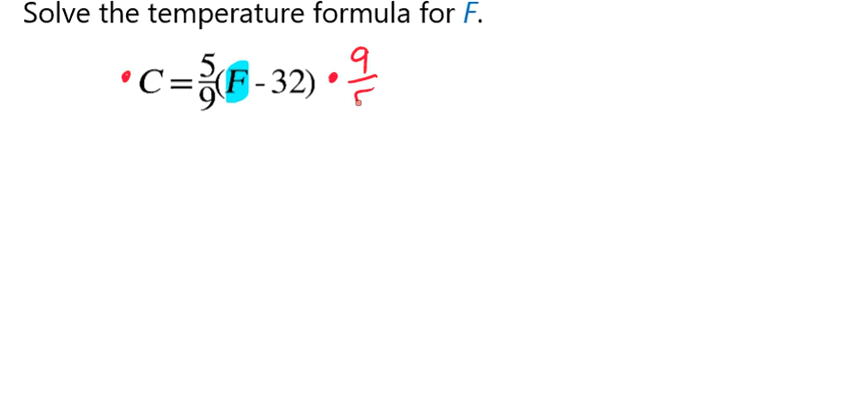 Solve the temperature formula for F.
• C = 5/9 (F - 32) • 9/5